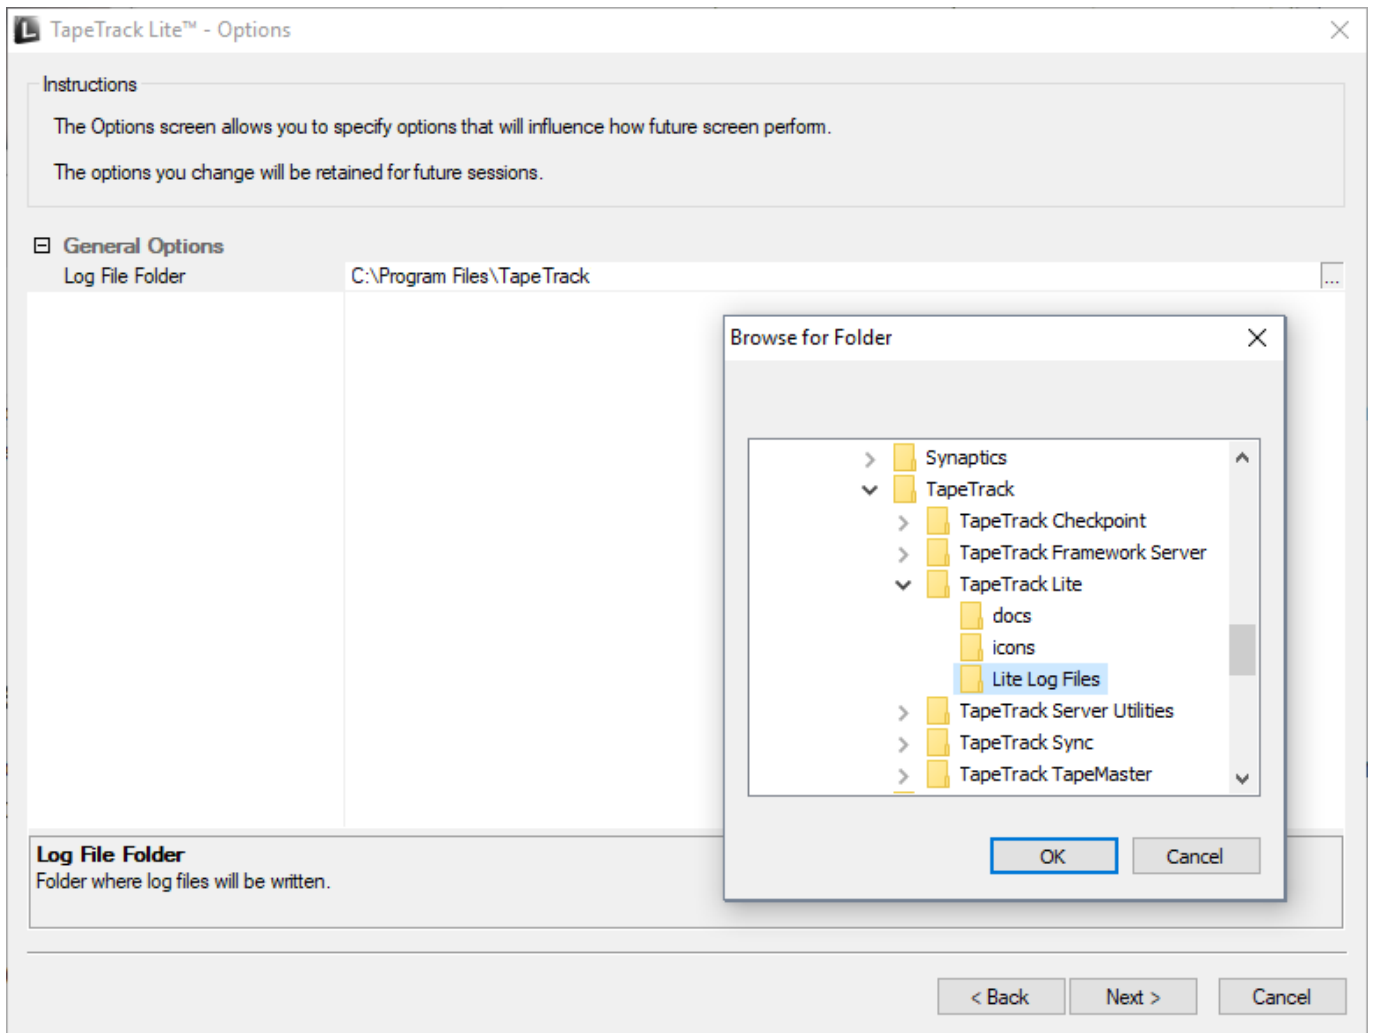 TapeTrack Lite™ - Options
Instructions
The Options screen allows you to specify options that will influence how future screen perform.
The options you change will be retained for future sessions.
General Options
Log File Folder C:\Program Files\TapeTrack ...
Browse for Folder
Synaptics
TapeTrack
TapeTrack Checkpoint
TapeTrack Framework Server
TapeTrack Lite
docs
icons
Lite Log Files
TapeTrack Server Utilities
TapeTrack Sync
TapeTrack TapeMaster
OK Cancel
Log File Folder
Folder where log files will be written.
< Back Next > Cancel